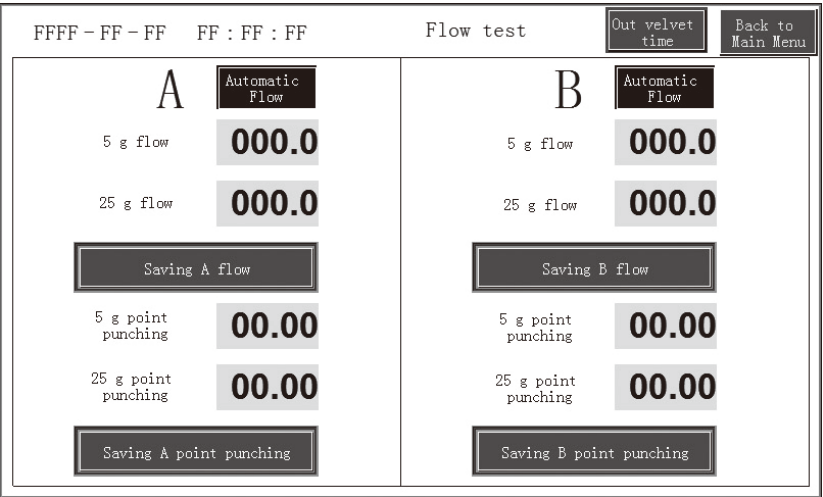 FFFF-FF-FF FF:FF:FF Flow test
Out velvet
time
Back to
Main Menu
A
Automatic
Flow
5 g flow 000.0
25 g flow 000.0
Saving A flow
5 g point
punching
00.00
25 g point
punching
00.00
Saving A point punching
B
Automatic
Flow
5 g flow 000.0
25 g flow 000.0
Saving B flow
5 g point
punching
00.00
25 g point
punching
00.00
Saving B point punching